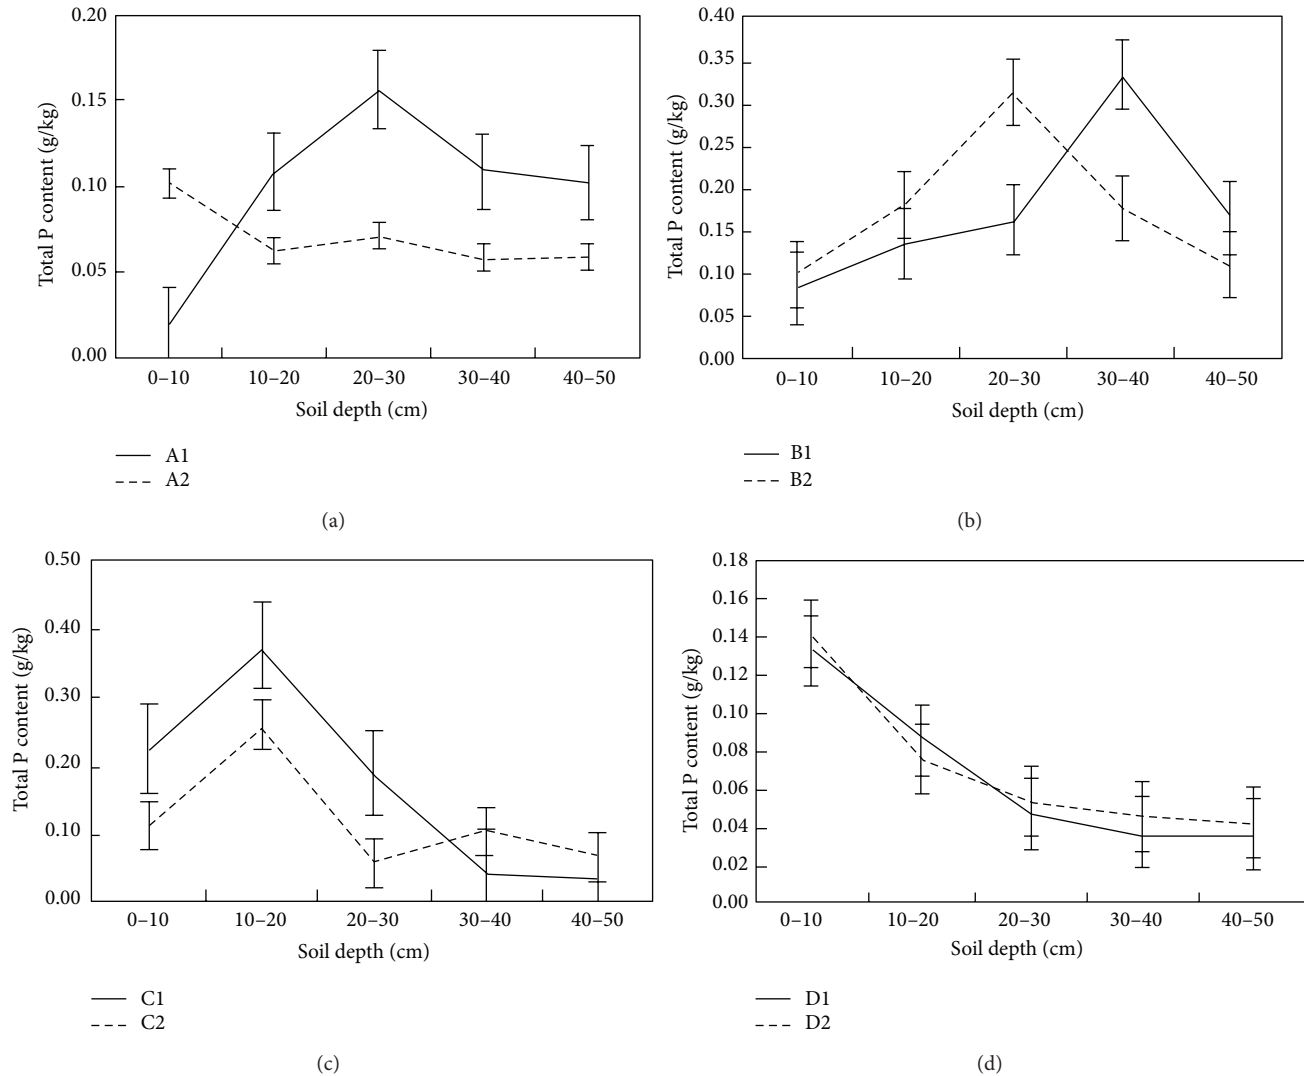 Total P content (g/kg)
0.20
0.15
0.10
0.05
0.00
0–10 10–20 20–30 30–40 40–50
Soil depth (cm)
A1
A2
(a)
Total P content (g/kg)
0.40
0.35
0.30
0.25
0.20
0.15
0.10
0.05
0.00
0–10 10–20 20–30 30–40 40–50
Soil depth (cm)
B1
B2
(b)
Total P content (g/kg)
0.50
0.40
0.30
0.20
0.10
0.00
0–10 10–20 20–30 30–40 40–50
Soil depth (cm)
C1
C2
(c)
Total P content (g/kg)
0.18
0.16
0.14
0.12
0.10
0.08
0.06
0.04
0.02
0.00
0–10 10–20 20–30 30–40 40–50
Soil depth (cm)
D1
D2
(d)